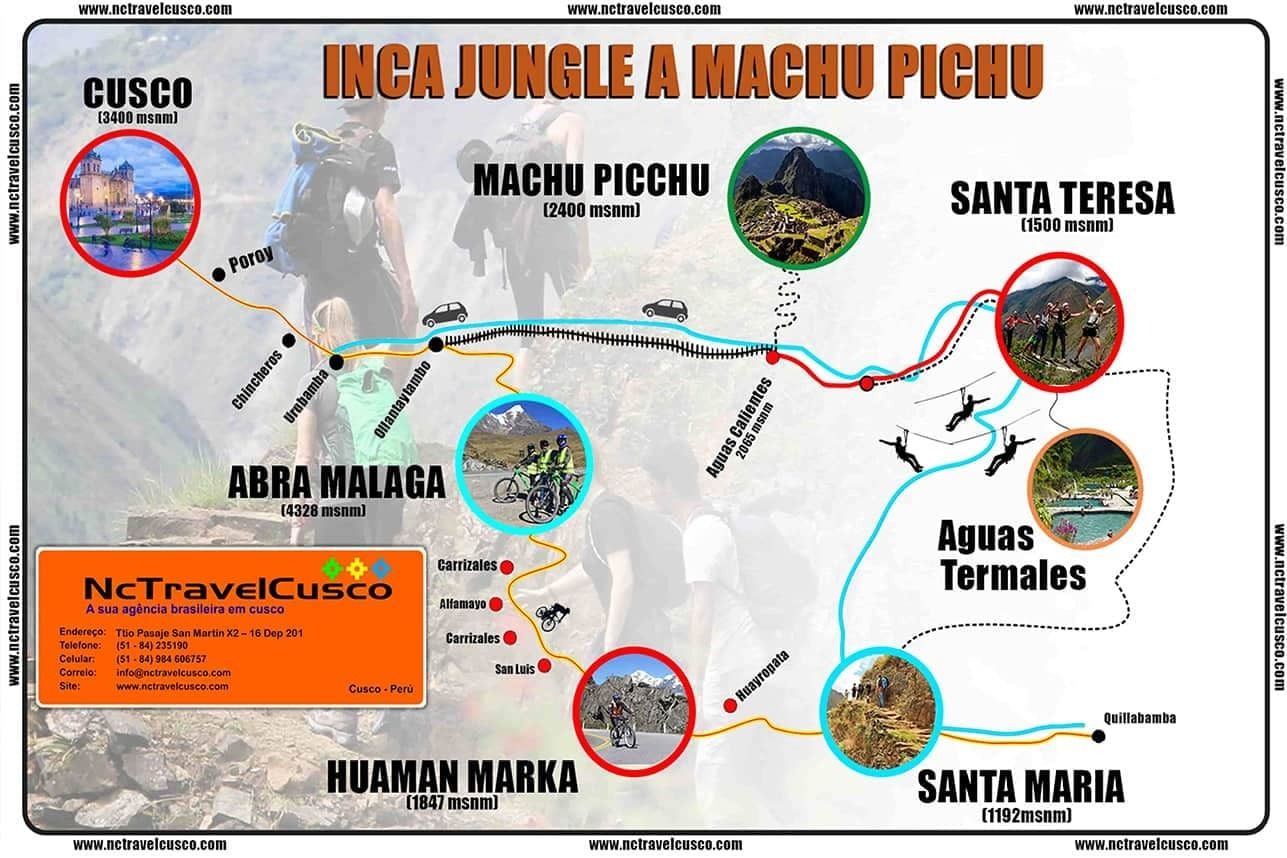 www.nctravelcusco.com
www.nctravelcusco.com
www.nctravelcusco.com
INCA JUNGLE A MACHU PICHU
CUSCO
(3400 msnm)
www.nctravelcusco.com
www.nctravelcusco.com
MACHU PICCHU
(2400 msnm)
SANTA TERESA
(1500 msnm)
Poroy
Chincheros
Urubamba
Ollantaytambo
Aguas Calientes
2065 msnm
ABRA MALAGA
(4328 msnm)
Aguas
Termales
www.nctravelcusco.com
www.nctravelcusco.com
Carrizales
Alfamayo
Carrizales
San Luis
NcTravelCusco
A sua agência brasileira em cusco
Endereço: Ttio Pasaje San Martín X2 – 16 Dep 201
Telefone: (51 - 84) 235190
Celular: (51 - 84) 984 606757
Correio: info@nctravelcusco.com
Site: www.nctravelcusco.com
Cusco - Perú
Huayropata
Quillabamba
HUAMAN MARKA
(1847 msnm)
SANTA MARIA
(1192msnm)
www.nctravelcusco.com
www.nctravelcusco.com
www.nctravelcusco.com